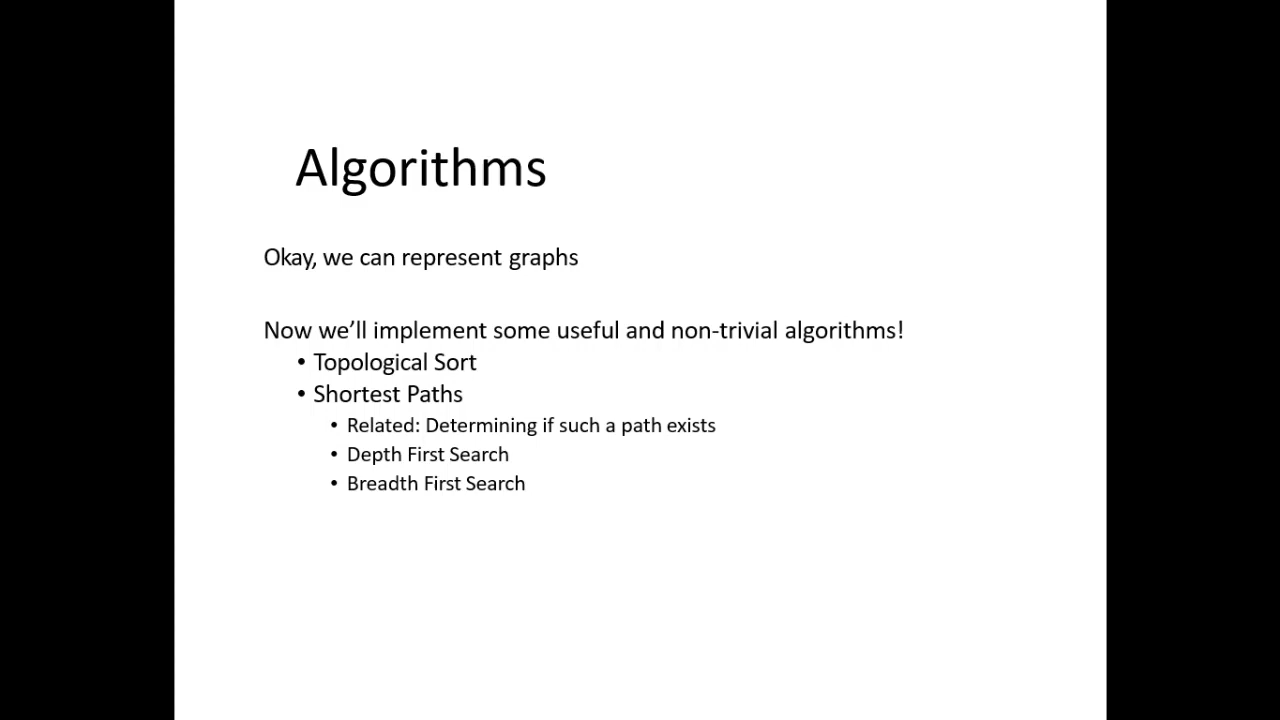 Algorithms
Okay, we can represent graphs
Now we’ll implement some useful and non-trivial algorithms!
• Topological Sort
• Shortest Paths
• Related: Determining if such a path exists
• Depth First Search
• Breadth First Search